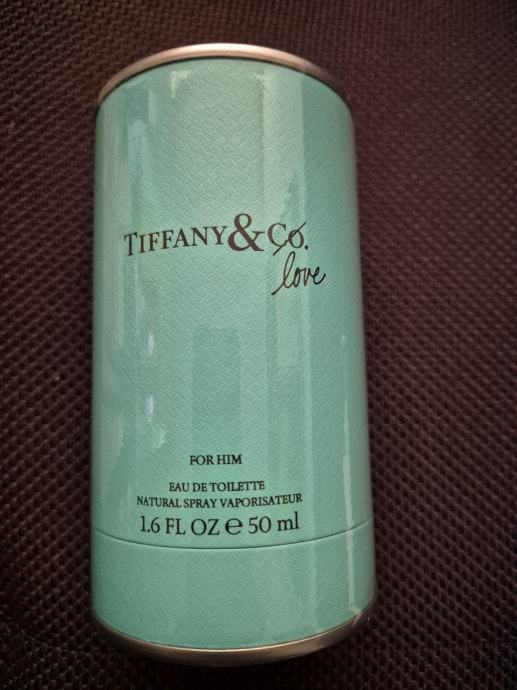 TIFFANY & Co.
love
FOR HIM
EAU DE TOILETTE
NATURAL SPRAY VAPORISATEUR
1.6 FL OZ e 50 ml